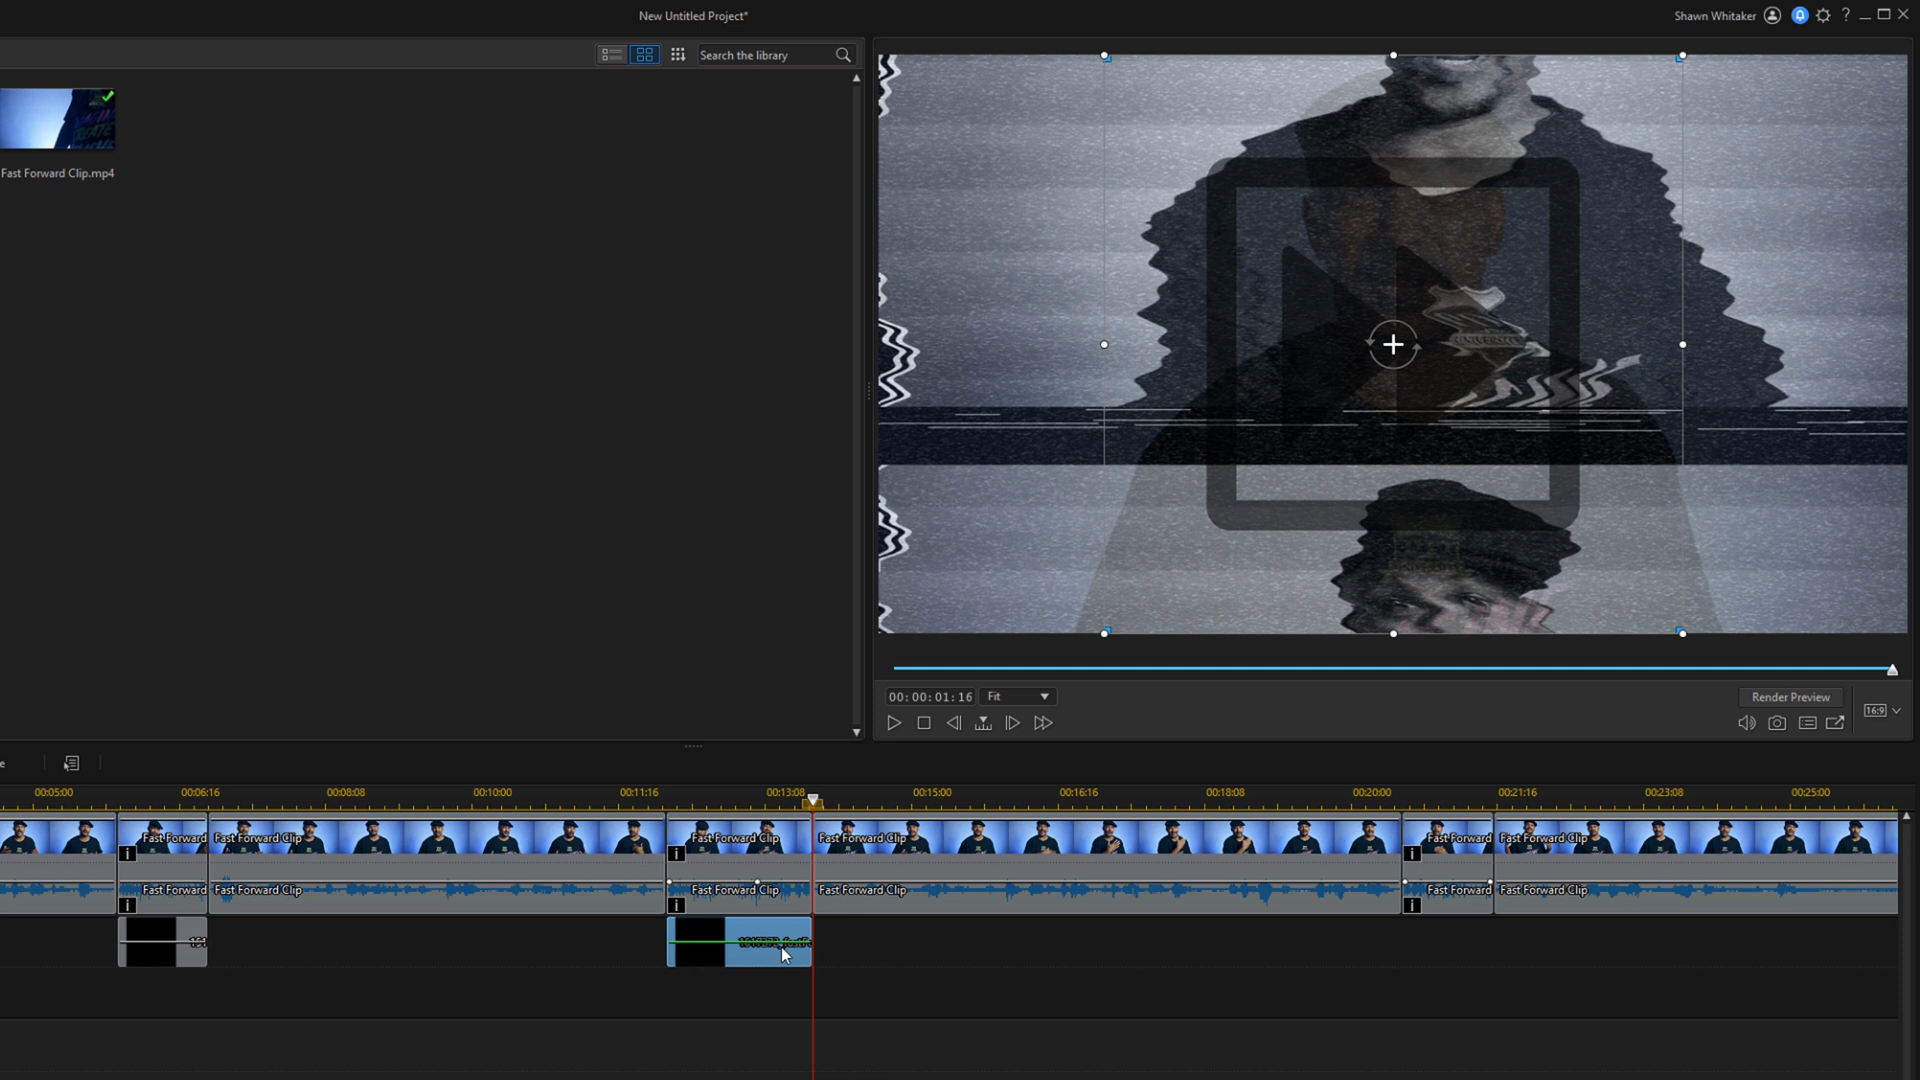 New Untitled Project*
Shawn Whitaker
?
Search the library
Fast Forward Clip.mp4
UNIVERSITY
00:00:01:16
Fit
Render Preview
16:9
e
00:05:00
00:06:16
00:08:08
00:10:00
00:11:16
00:13:08
00:15:00
00:16:16
00:18:08
00:20:00
00:21:16
00:23:08
00:25:00
Fast Forward
Fast Forward Clip
Fast Forward Clip
Fast Forward Clip
Fast Forward
Fast Forward Clip
i
i
i
Fast Forward
Fast Forward Clip
Fast Forward Clip
Fast Forward Clip
Fast Forward
Fast Forward Clip
i
i
i